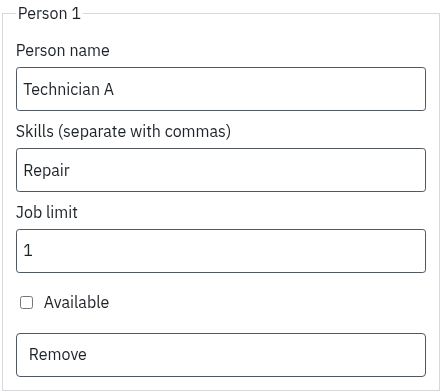 Person 1
Person name
Technician A
Skills (separate with commas)
Repair
Job limit
1
Available
Remove